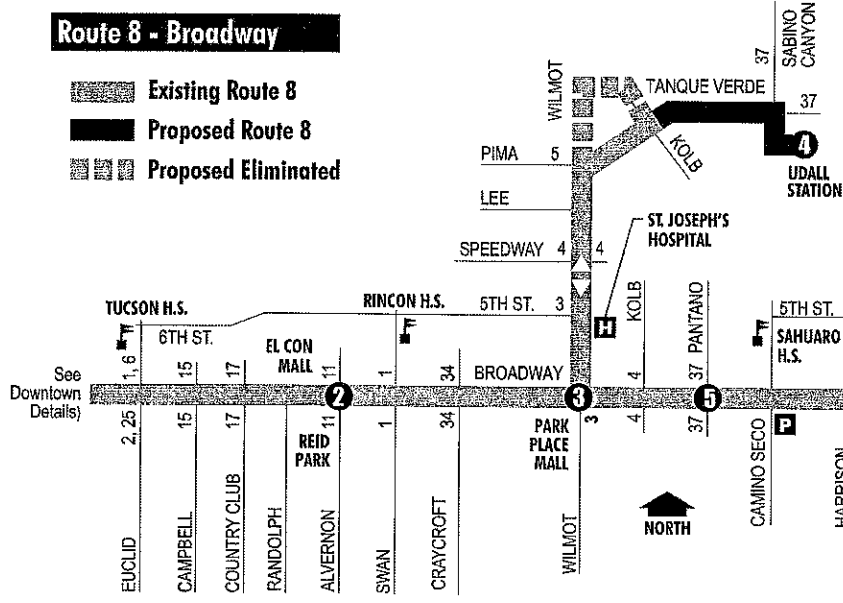 Route 8 - Broadway
Existing Route 8
Proposed Route 8
Proposed Eliminated
SABINO
CANYON
37
WILMOT
TANQUE VERDE
37
KOLB
4
UDALL
STATION
PIMA 5
LEE
ST. JOSEPH'S
HOSPITAL
SPEEDWAY 4 4
TUCSON H.S.
RINCON H.S.
5TH ST. 3
H
KOLB
PANTANO
5TH ST.
6TH ST.
SAHUARO
H.S.
EL CON
MALL
See
Downtown
Details)
1, 6
15
17
11
1
34
BROADWAY
4
37
2
3
5
2, 25
15
17
11
1
34
3
4
37
REID
PARK
PARK
PLACE
MALL
P
NORTH
EUCLID
CAMPBELL
COUNTRY CLUB
RANDOLPH
ALVERNON
SWAN
CRAYCROFT
WILMOT
CAMINO SECO
HARRISON